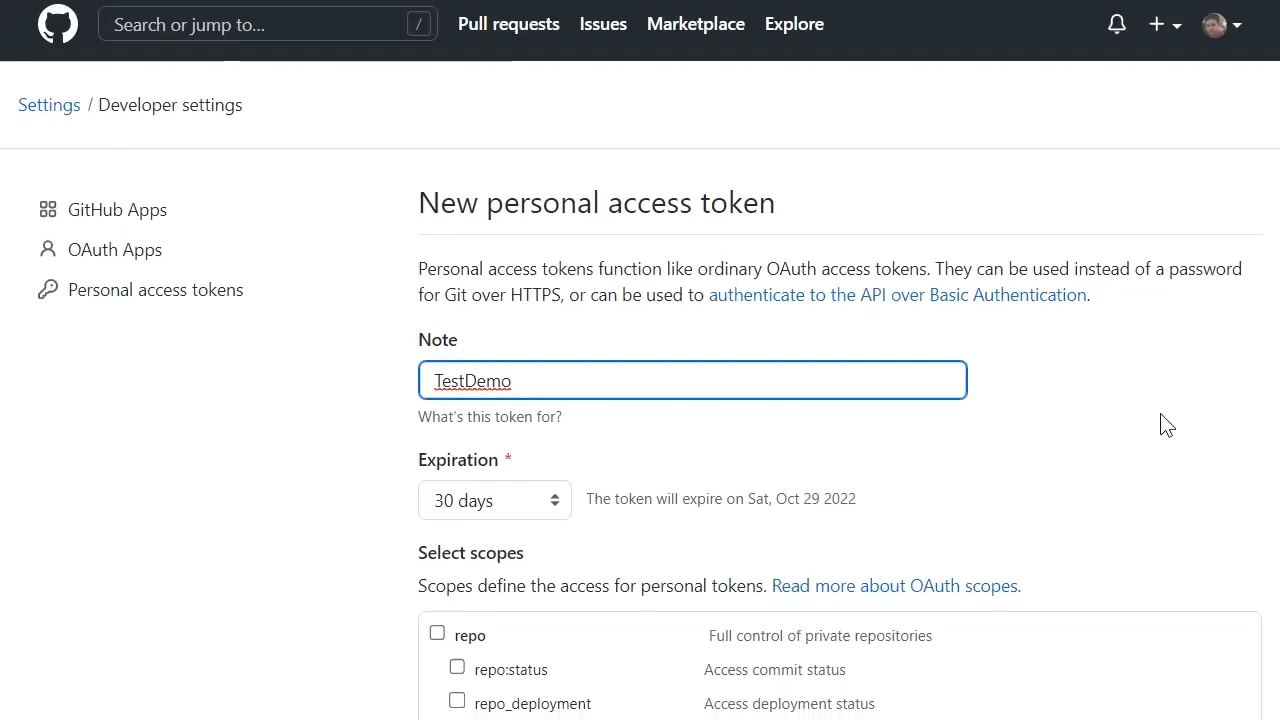 Search or jump to... /
Pull requests Issues Marketplace Explore
Settings / Developer settings
GitHub Apps
OAuth Apps
Personal access tokens
New personal access token
Personal access tokens function like ordinary OAuth access tokens. They can be used instead of a password
for Git over HTTPS, or can be used to authenticate to the API over Basic Authentication.
Note
TestDemo
What's this token for?
Expiration *
30 days The token will expire on Sat, Oct 29 2022
Select scopes
Scopes define the access for personal tokens. Read more about OAuth scopes.
repo Full control of private repositories
repo:status Access commit status
repo_deployment Access deployment status